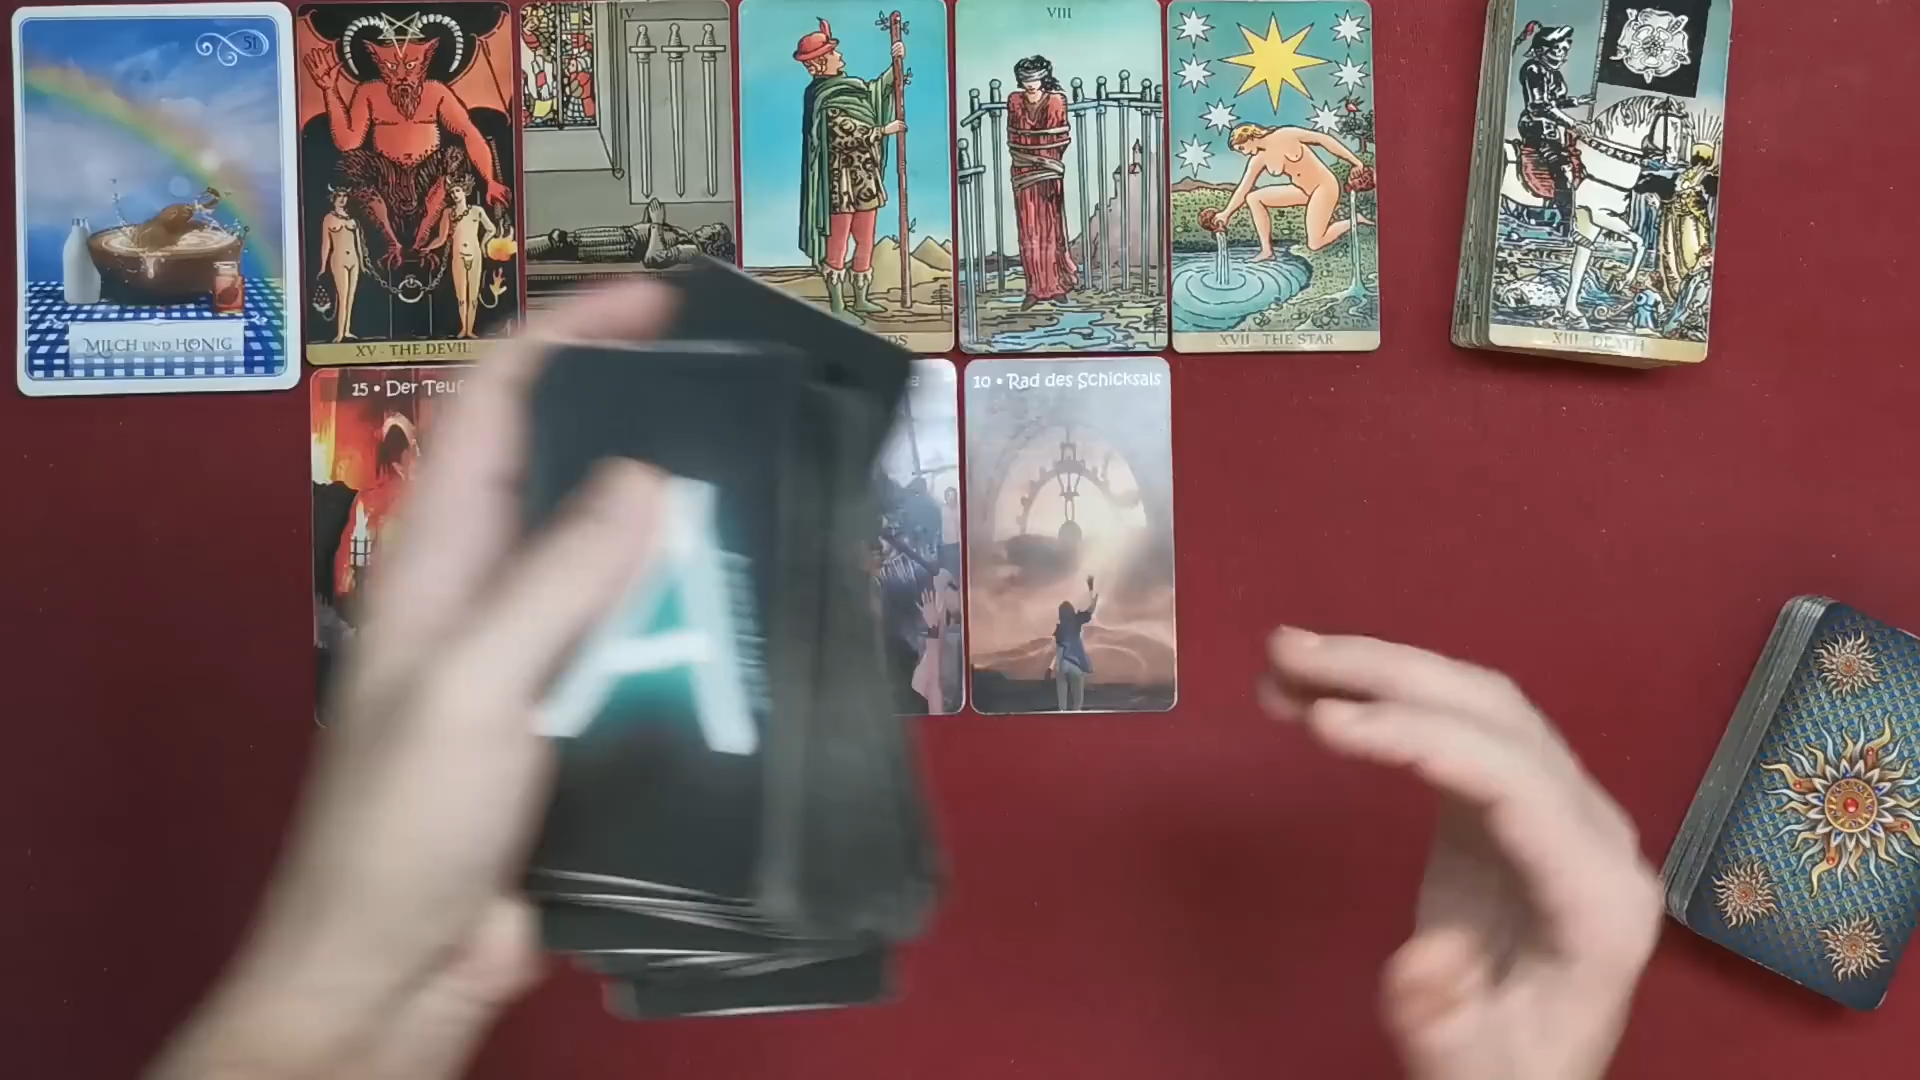 51
MILCH UND HONIG
XV - THE DEVIL
IV
VIII
XVII - THE STAR
XIII - DEATH
15 • Der Teuf
10 • Rad des Schicksals
A